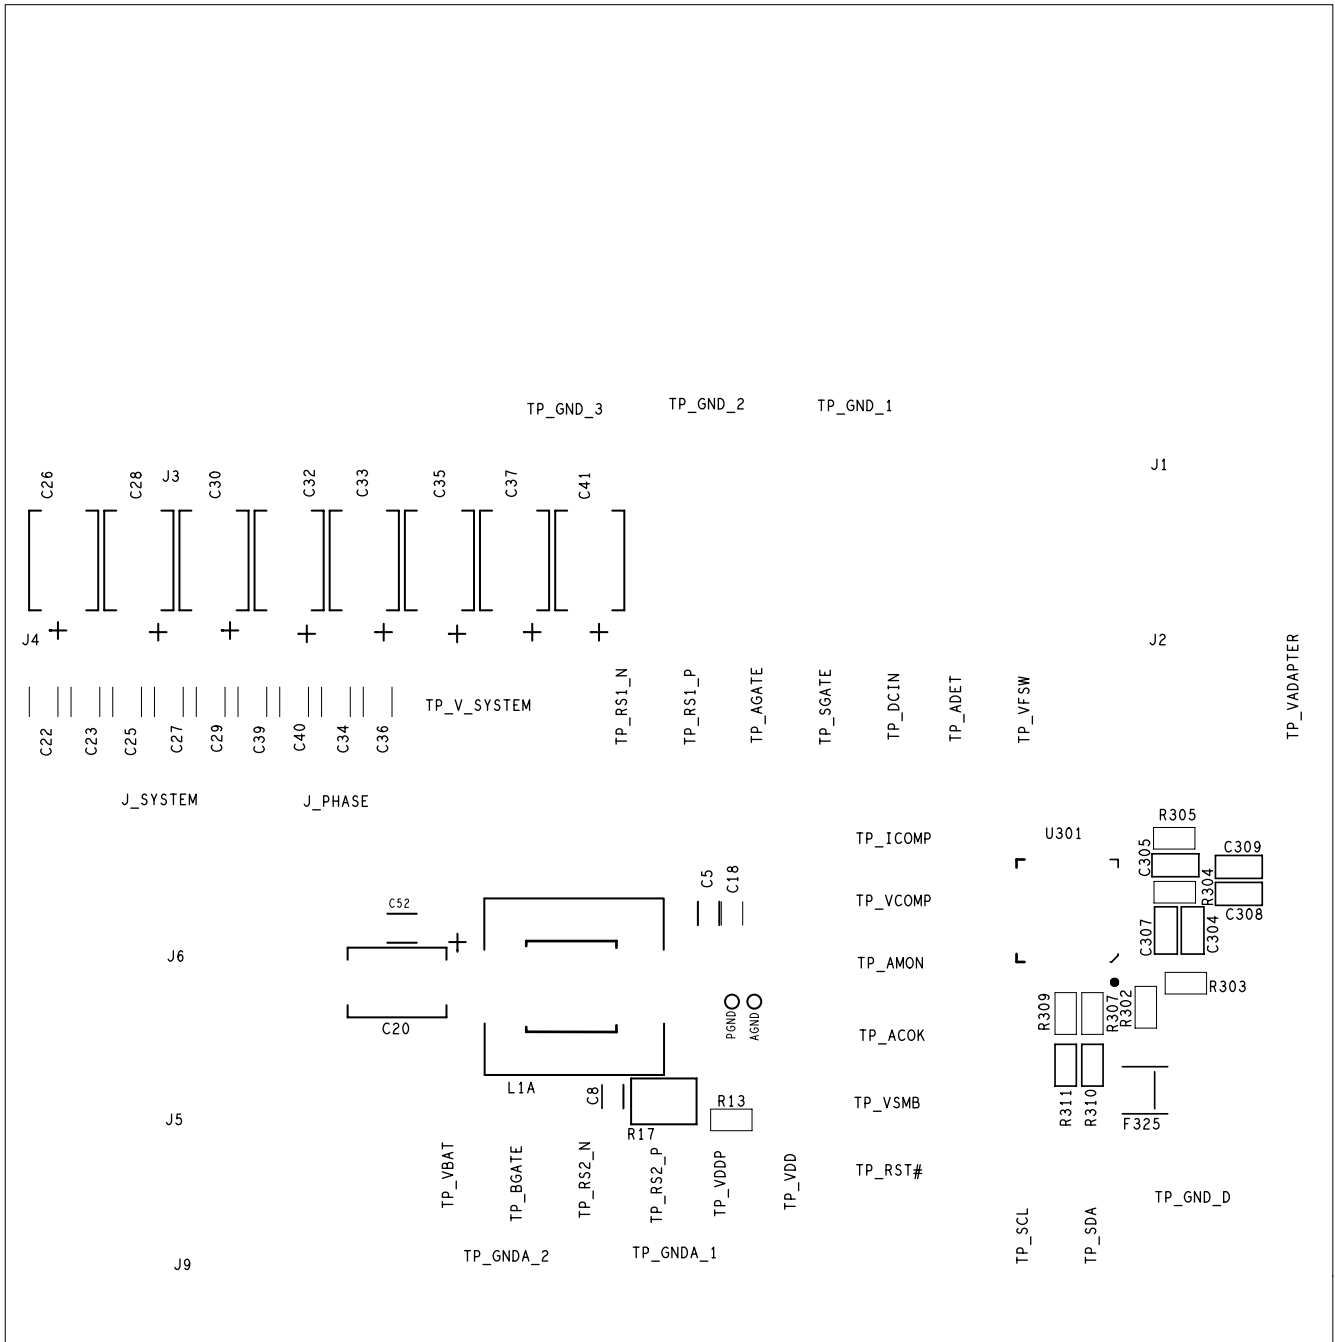 TP_GND_3
TP_GND_2
TP_GND_1
C26
C28
J3
C30
C32
C33
C35
C37
C41
J1
J4
J2
TP_V_SYSTEM
TP_RS1_N
TP_RS1_P
TP_AGATE
TP_SGATE
TP_DCIN
TP_ADET
TP_VFSW
TP_VADAPTER
C22
C23
C25
C27
C29
C39
C40
C34
C36
J_SYSTEM
J_PHASE
TP_ICOMP
U301
R305
C305
C309
C52
C5
C18
TP_VCOMP
R304
C308
C307
C304
J6
TP_AMON
R303
C20
PGND
AGND
TP_ACOK
R309
R307
R302
L1A
C8
R17
R13
TP_VSMB
R311
R310
F325
J5
TP_VBAT
TP_BGATE
TP_RS2_N
TP_RS2_P
TP_VDDP
TP_VDD
TP_RST#
TP_GND_D
TP_SCL
TP_SDA
TP_GNDA_2
TP_GNDA_1
J9